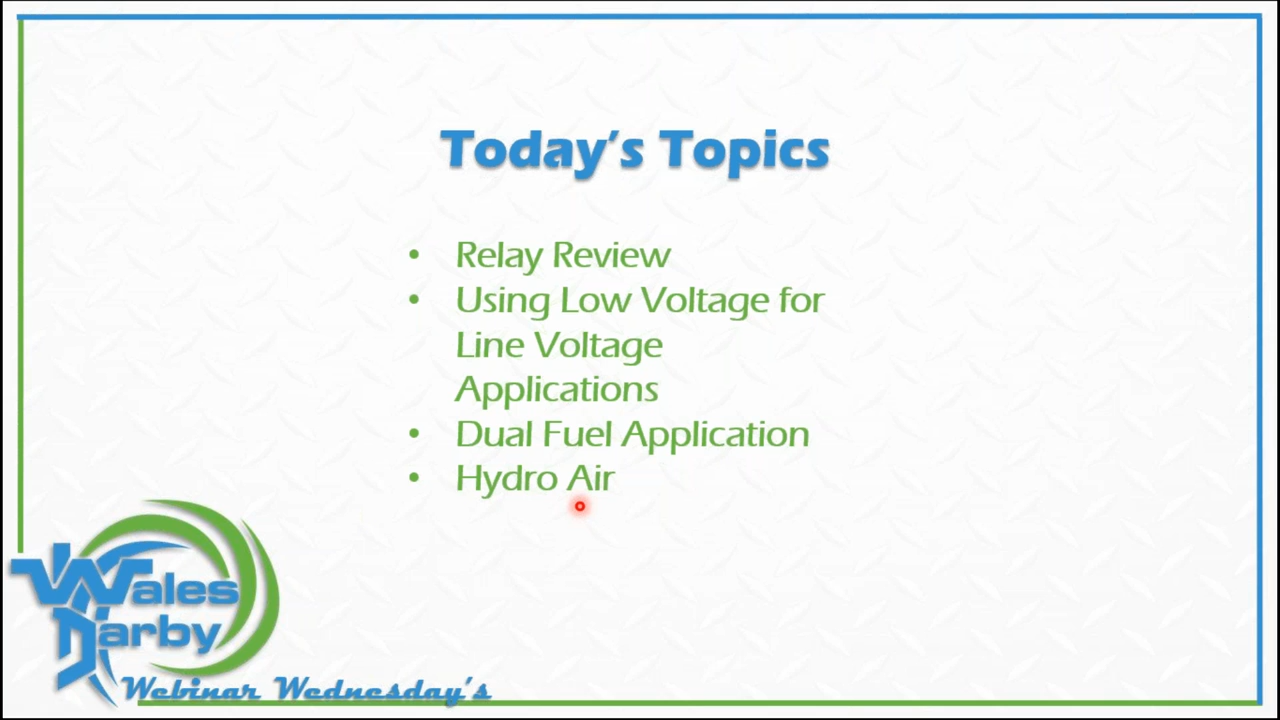 Today's Topics
• Relay Review
• Using Low Voltage for
Line Voltage
Applications
• Dual Fuel Application
• Hydro Air
Wales
Darby
Webinar Wednesday's